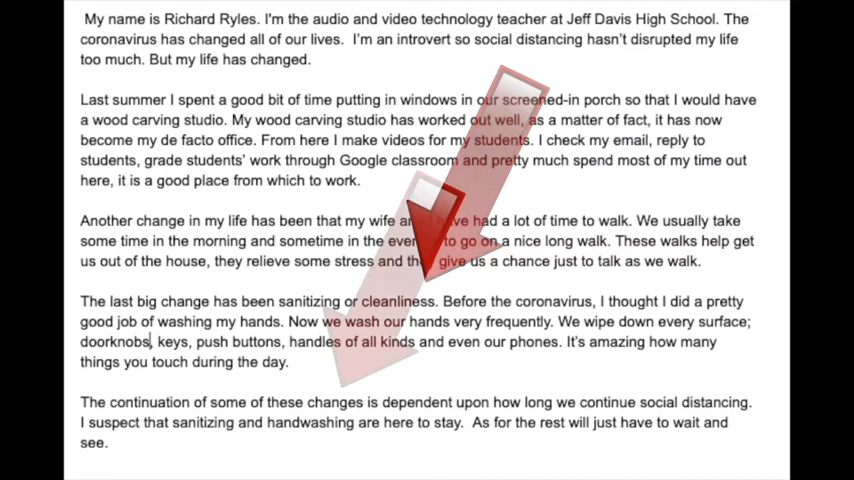 My name is Richard Ryles. I'm the audio and video technology teacher at Jeff Davis High School. The
coronavirus has changed all of our lives.  I'm an introvert so social distancing hasn't disrupted my life
too much. But my life has changed.
Last summer I spent a good bit of time putting in windows in our screened-in porch so that I would have
a wood carving studio. My wood carving studio has worked out well, as a matter of fact, it has now
become my de facto office. From here I make videos for my students. I check my email, reply to
students, grade students' work through Google classroom and pretty much spend most of my time out
here, it is a good place from which to work.
Another change in my life has been that my wife have had a lot of time to walk. We usually take
some time in the morning and sometime in the to go on a nice long walk. These walks help get
us out of the house, they relieve some stress and give us a chance just to talk as we walk.
The last big change has been sanitizing or cleanliness. Before the coronavirus, I thought I did a pretty
good job of washing my hands. Now we wash our hands very frequently. We wipe down every surface;
doorknobs, keys, push buttons, handles of all kinds and even our phones. It's amazing how many
things you touch during the day.
The continuation of some of these changes is dependent upon how long we continue social distancing.
I suspect that sanitizing and handwashing are here to stay.  As for the rest will just have to wait and
see.